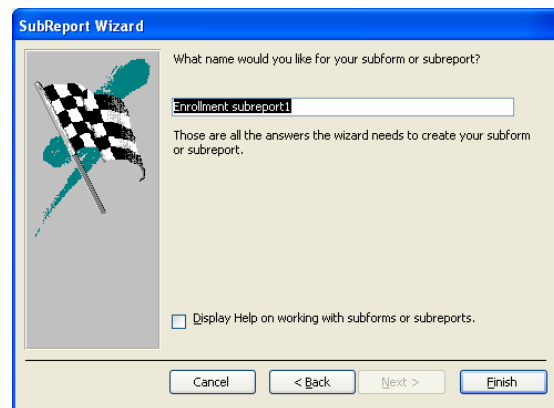 SubReport Wizard
What name would you like for your subform or subreport?
Enrollment subreport1
Those are all the answers the wizard needs to create your subform
or subreport.
Display Help on working with subforms or subreports.
Cancel
< Back
Next >
Finish